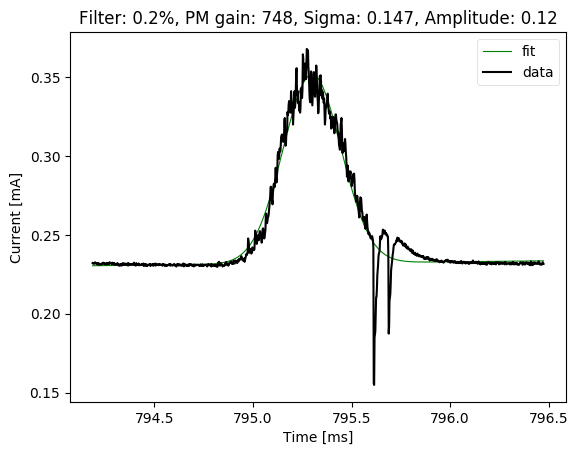 Filter: 0.2%, PM gain: 748, Sigma: 0.147, Amplitude: 0.12
fit
data
0.35
0.30
0.25
0.20
0.15
Current [mA]
794.5 795.0 795.5 796.0 796.5
Time [ms]